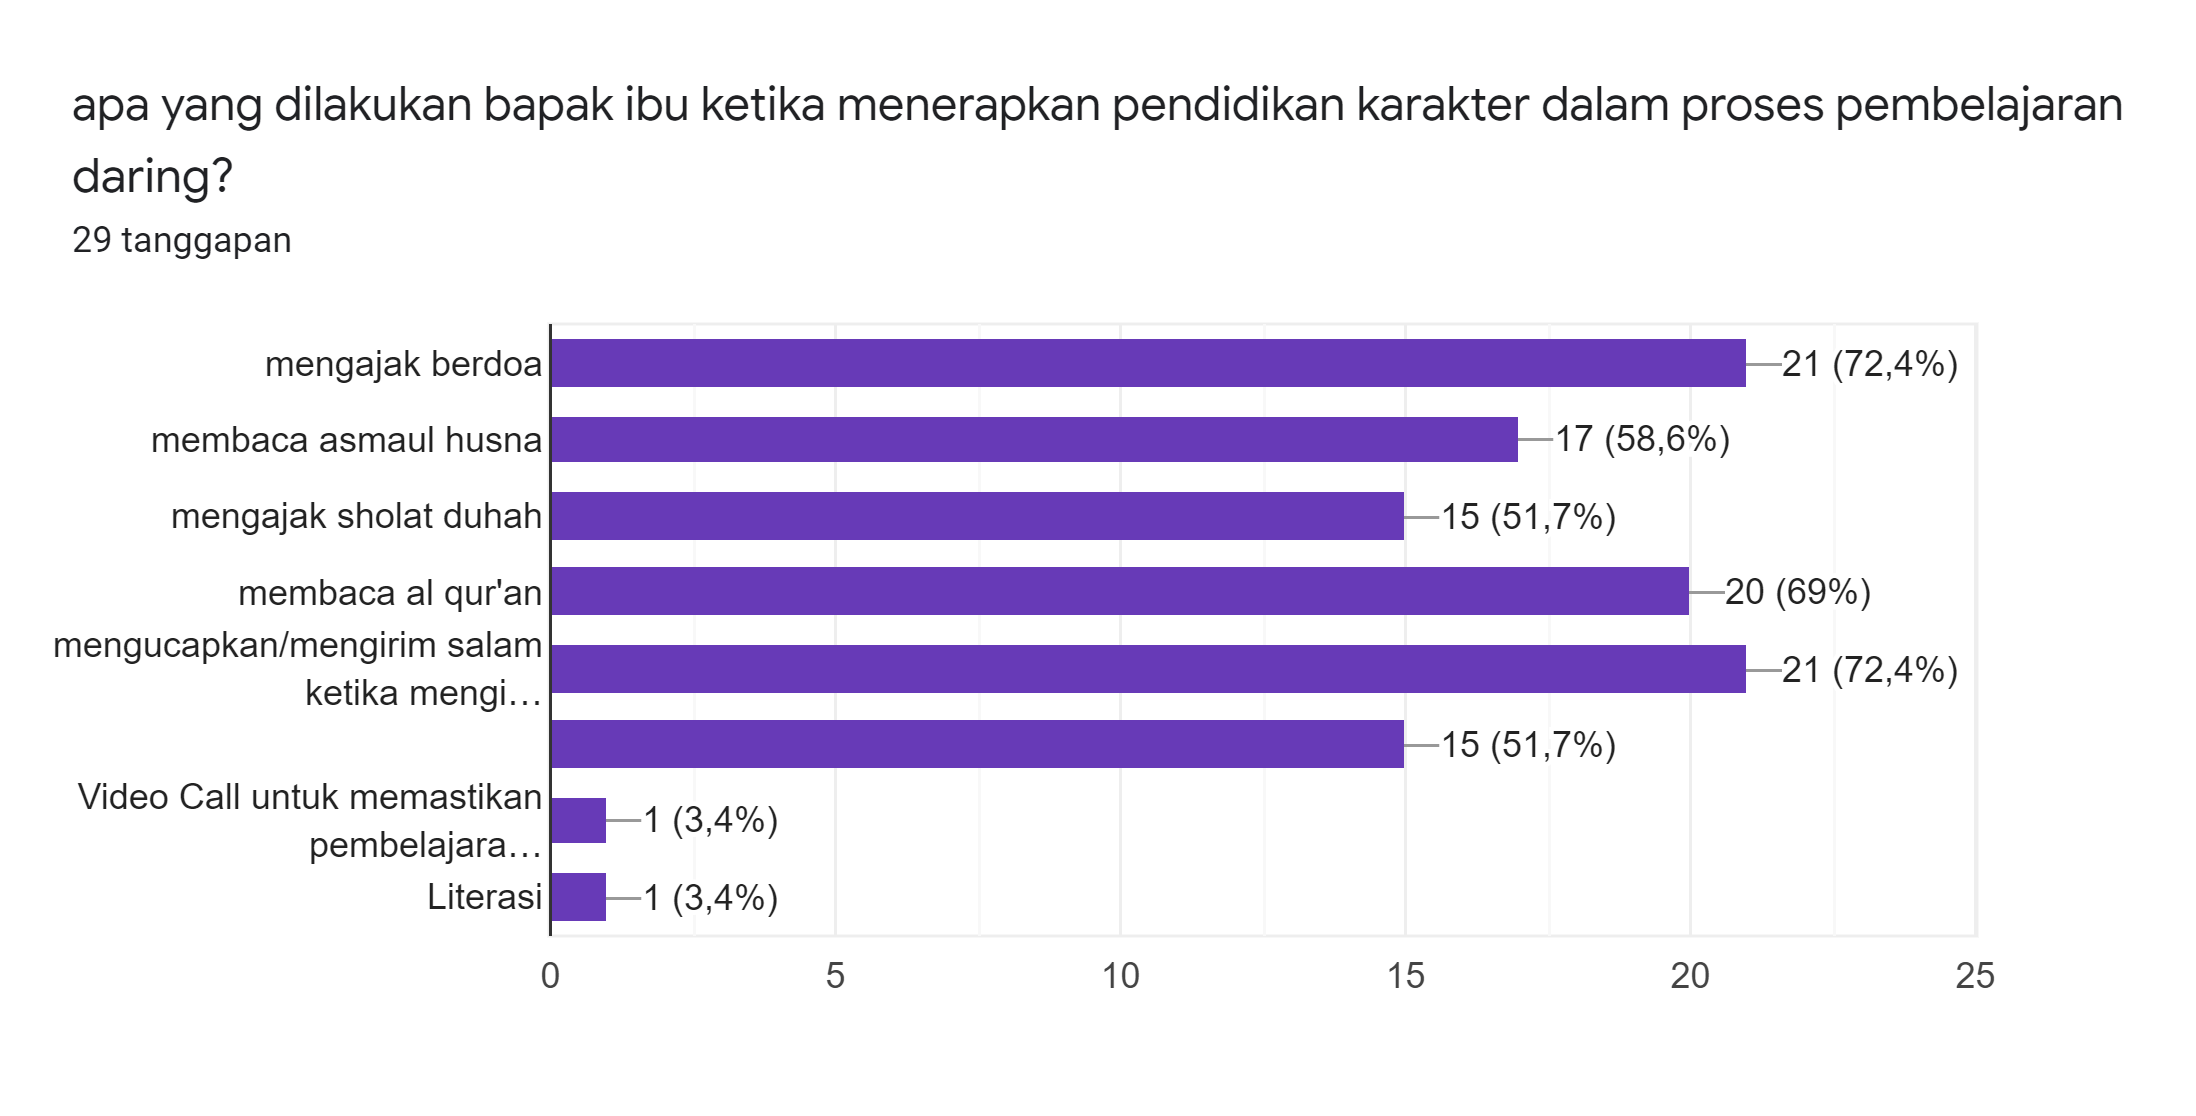 apa yang dilakukan bapak ibu ketika menerapkan pendidikan karakter dalam proses pembelajaran
daring?
29 tanggapan
mengajak berdoa
21 (72,4%)
membaca asmaul husna
17 (58,6%)
mengajak sholat duhah
15 (51,7%)
membaca al qur'an
20 (69%)
mengucapkan/mengirim salam
ketika mengi…
21 (72,4%)
15 (51,7%)
Video Call untuk memastikan
pembelajara…
1 (3,4%)
Literasi
1 (3,4%)
0 5 10 15 20 25